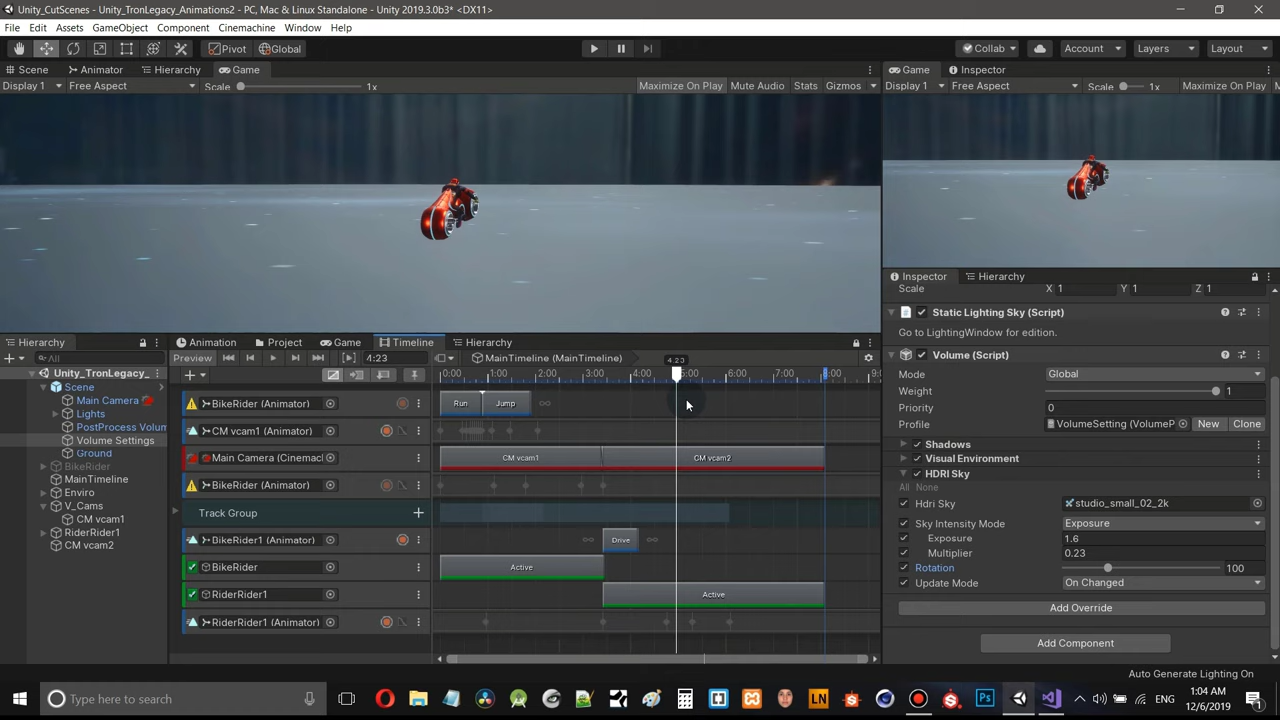 Unity_CutScenes - Unity_TronLegacy_Animations2 - PC, Mac & Linux Standalone - Unity 2019.3.0b3* <DX11>
File Edit Assets GameObject Component Cinemachine Window Help
Pivot Global Collab Account Layers Layout
Scene Animator Hierarchy Game
Game Inspector
Display 1 Free Aspect Scale 1x Maximize On Play Mute Audio Stats Gizmos
Display 1 Free Aspect Scale 1x Maximize On Play
Inspector Hierarchy
Scale X 1 Y 1 Z 1
Static Lighting Sky (Script)
Go to LightingWindow for edition.
Volume (Script)
Mode Global
Weight 1
Priority 0
Profile VolumeSetting (VolumeP New Clone
Shadows
Visual Environment
HDRI Sky
All None
Hdri Sky studio_small_02_2k
Sky Intensity Mode Exposure
Exposure 1.6
Multiplier 0.23
Rotation 100
Update Mode On Changed
Add Override
Add Component
Auto Generate Lighting On
Hierarchy
All
Unity_TronLegacy_
Scene
Main Camera
Lights
PostProcess Volum
Volume Settings
Ground
BikeRider
MainTimeline
Enviro
V_Cams
CM vcam1
RiderRider1
CM vcam2
Animation Project Game Timeline Hierarchy
Preview 4:23 MainTimeline (MainTimeline) 4:23
0:00 1:00 2:00 3:00 4:00 5:00 6:00 7:00 8:00 9:0
BikeRider (Animator) Run Jump
CM vcam1 (Animator)
Main Camera (Cinemacl CM vcam1 CM vcam2
BikeRider (Animator)
Track Group
BikeRider1 (Animator) Drive
BikeRider Active
RiderRider1 Active
RiderRider1 (Animator)
Type here to search
LN
Ps
ENG
1:04 AM
12/6/2019